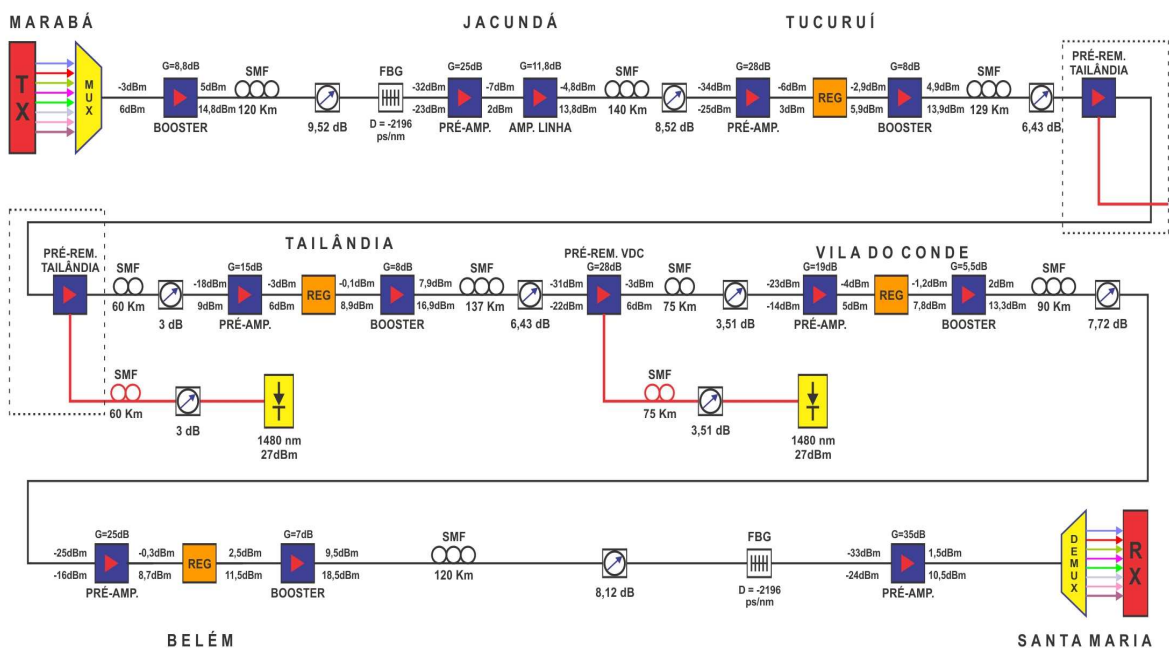 MARABÁ
JACUNDÁ
TUCURUÍ
TX
MUX
-3dBm
6dBm
G=8,8dB
BOOSTER
5dBm
14,8dBm
SMF
120 Km
9,52 dB
FBG
D = -2196
ps/nm
-32dBm
-23dBm
G=25dB
PRÉ-AMP.
-7dBm
2dBm
G=11,8dB
AMP. LINHA
-4,8dBm
13,8dBm
SMF
140 Km
8,52 dB
-34dBm
-25dBm
G=28dB
PRÉ-AMP.
-6dBm
3dBm
REG
-2,9dBm
5,9dBm
G=8dB
BOOSTER
4,9dBm
13,9dBm
SMF
129 Km
6,43 dB
PRÉ-REM.
TAILÂNDIA
TAILÂNDIA
VILA DO CONDE
PRÉ-REM.
TAILÂNDIA
SMF
60 Km
3 dB
-18dBm
9dBm
G=15dB
PRÉ-AMP.
-3dBm
6dBm
REG
-0,1dBm
8,9dBm
G=8dB
BOOSTER
7,9dBm
16,9dBm
SMF
137 Km
6,43 dB
-31dBm
-22dBm
PRÉ-REM. VDC
G=28dB
-3dBm
6dBm
SMF
75 Km
3,51 dB
-23dBm
-14dBm
G=19dB
PRÉ-AMP.
-4dBm
5dBm
REG
-1,2dBm
7,8dBm
G=5,5dB
BOOSTER
2dBm
13,3dBm
SMF
90 Km
7,72 dB
SMF
60 Km
3 dB
1480 nm
27dBm
SMF
75 Km
3,51 dB
1480 nm
27dBm
-25dBm
-16dBm
G=25dB
PRÉ-AMP.
-0,3dBm
8,7dBm
REG
2,5dBm
11,5dBm
G=7dB
BOOSTER
9,5dBm
18,5dBm
SMF
120 Km
8,12 dB
FBG
D = -2196
ps/nm
-33dBm
-24dBm
G=35dB
PRÉ-AMP.
1,5dBm
10,5dBm
DEMUX
RX
BELÉM
SANTA MARIA